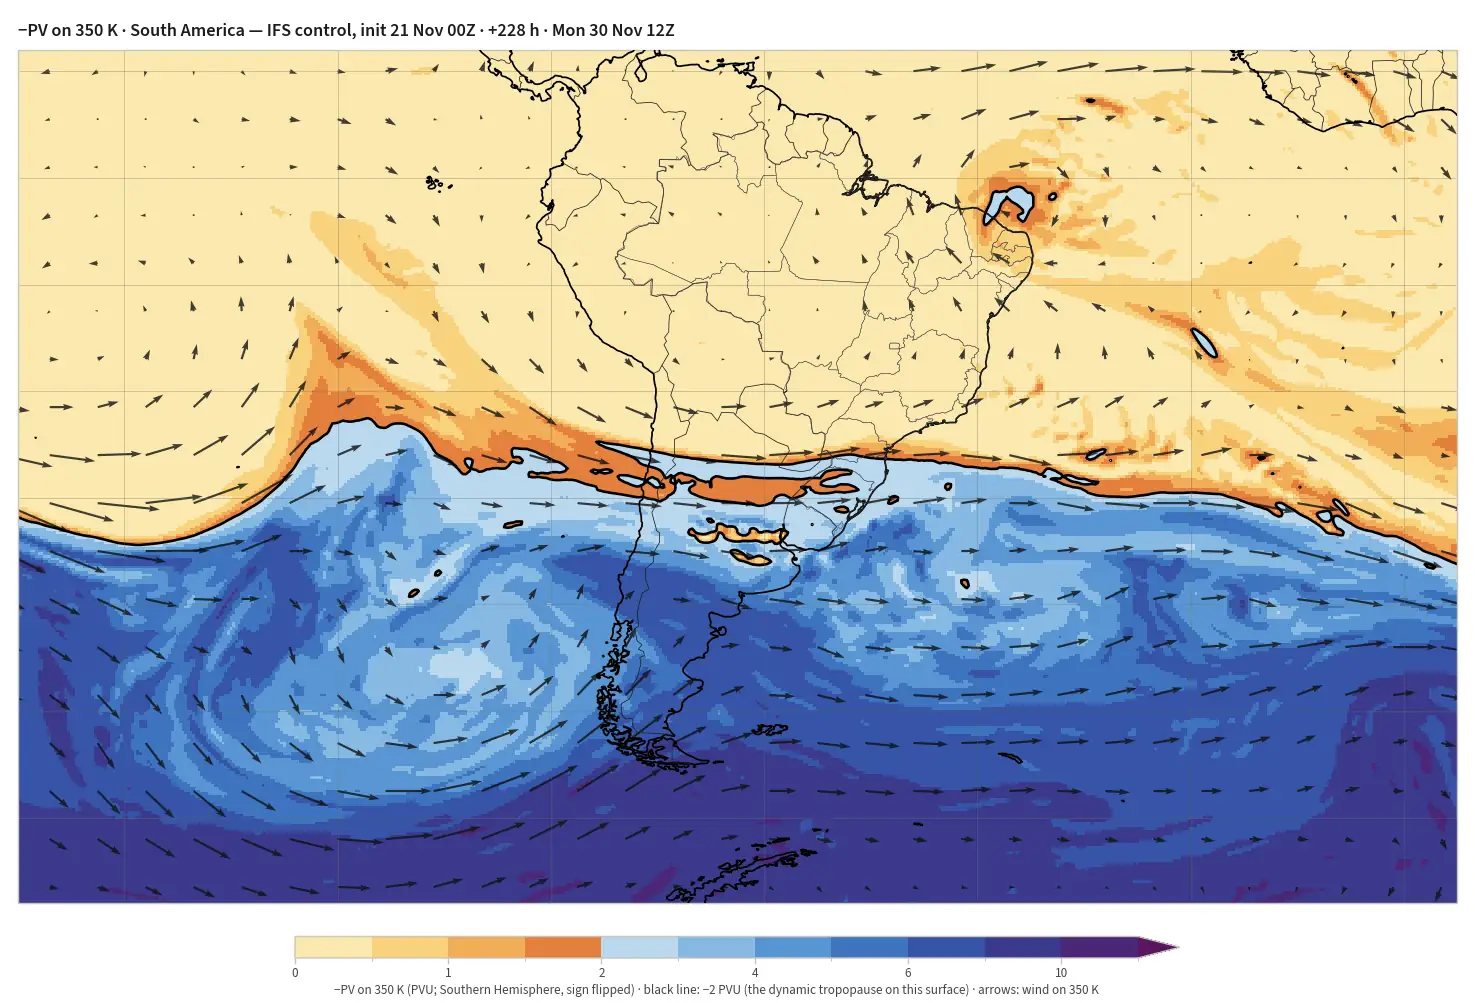 −PV on 350 K · South America — IFS control, init 21 Nov 00Z · +228 h · Mon 30 Nov 12Z
0 1 2 4 6 10
−PV on 350 K (PVU; Southern Hemisphere, sign flipped) · black line: −2 PVU (the dynamic tropopause on this surface) · arrows: wind on 350 K